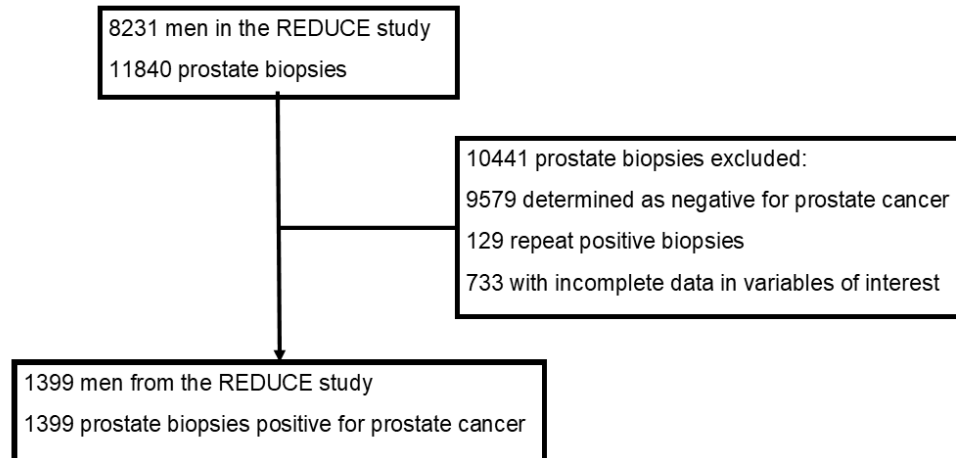 8231 men in the REDUCE study
11840 prostate biopsies
10441 prostate biopsies excluded:
9579 determined as negative for prostate cancer
129 repeat positive biopsies
733 with incomplete data in variables of interest
1399 men from the REDUCE study
1399 prostate biopsies positive for prostate cancer